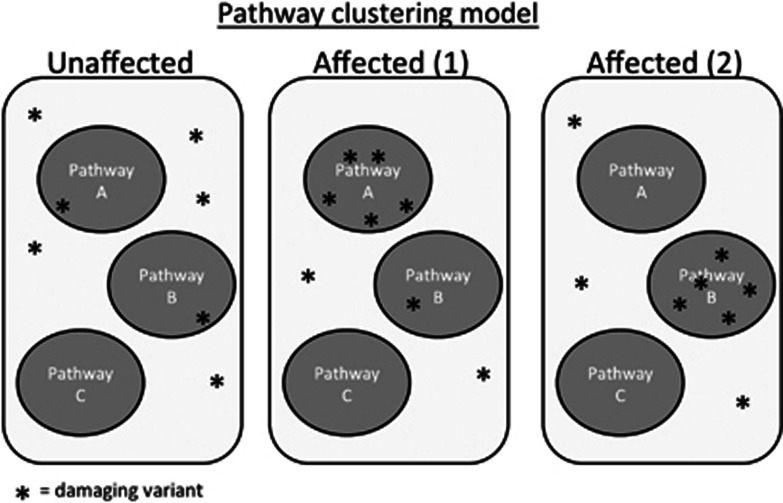 Pathway clustering model
Unaffected
Pathway
A
Pathway
B
Pathway
C
Affected (1)
Pathway
A
Pathway
B
Pathway
C
Affected (2)
Pathway
A
Pathway
B
Pathway
C
* = damaging variant